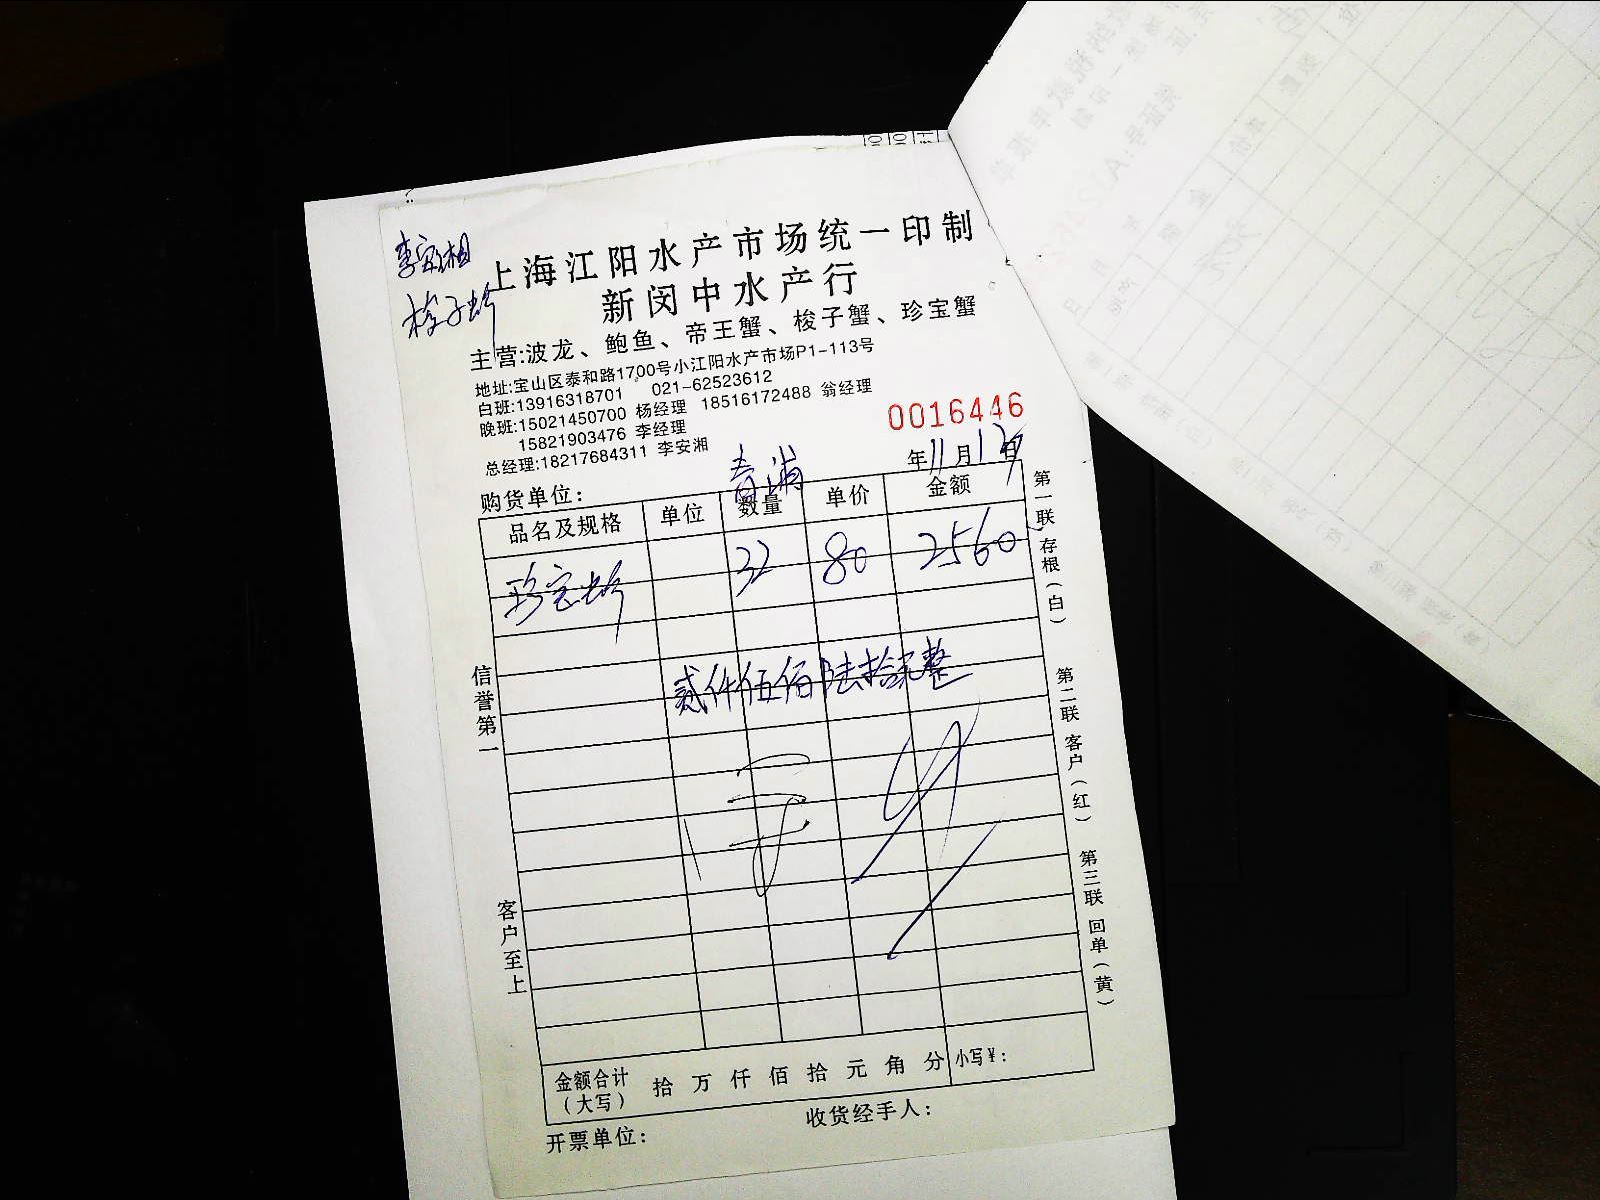 李安湘
梭子蟹
上海江阳水产市场统一印制
新闵中水产行
主营:波龙、鲍鱼、帝王蟹、梭子蟹、珍宝蟹
地址:宝山区泰和路1700号小江阳水产市场P1-113号
白班:13916318701 021-62523612
晚班:15021450700 杨经理 18516172488 翁经理
15821903476 李经理
总经理:18217684311 李安湘
0016446
购货单位: 青浦 年11月12日
品名及规格 单位 数量 单价 金额
珍宝蟹 32 80 2560
贰仟伍佰陆拾元整
信誉第一
客户至上
第一联 存根(白)
第二联 客户(红)
第三联 回单(黄)
金额合计(大写) 拾 万 仟 佰 拾 元 角 分 小写¥:
开票单位: 收货经手人: